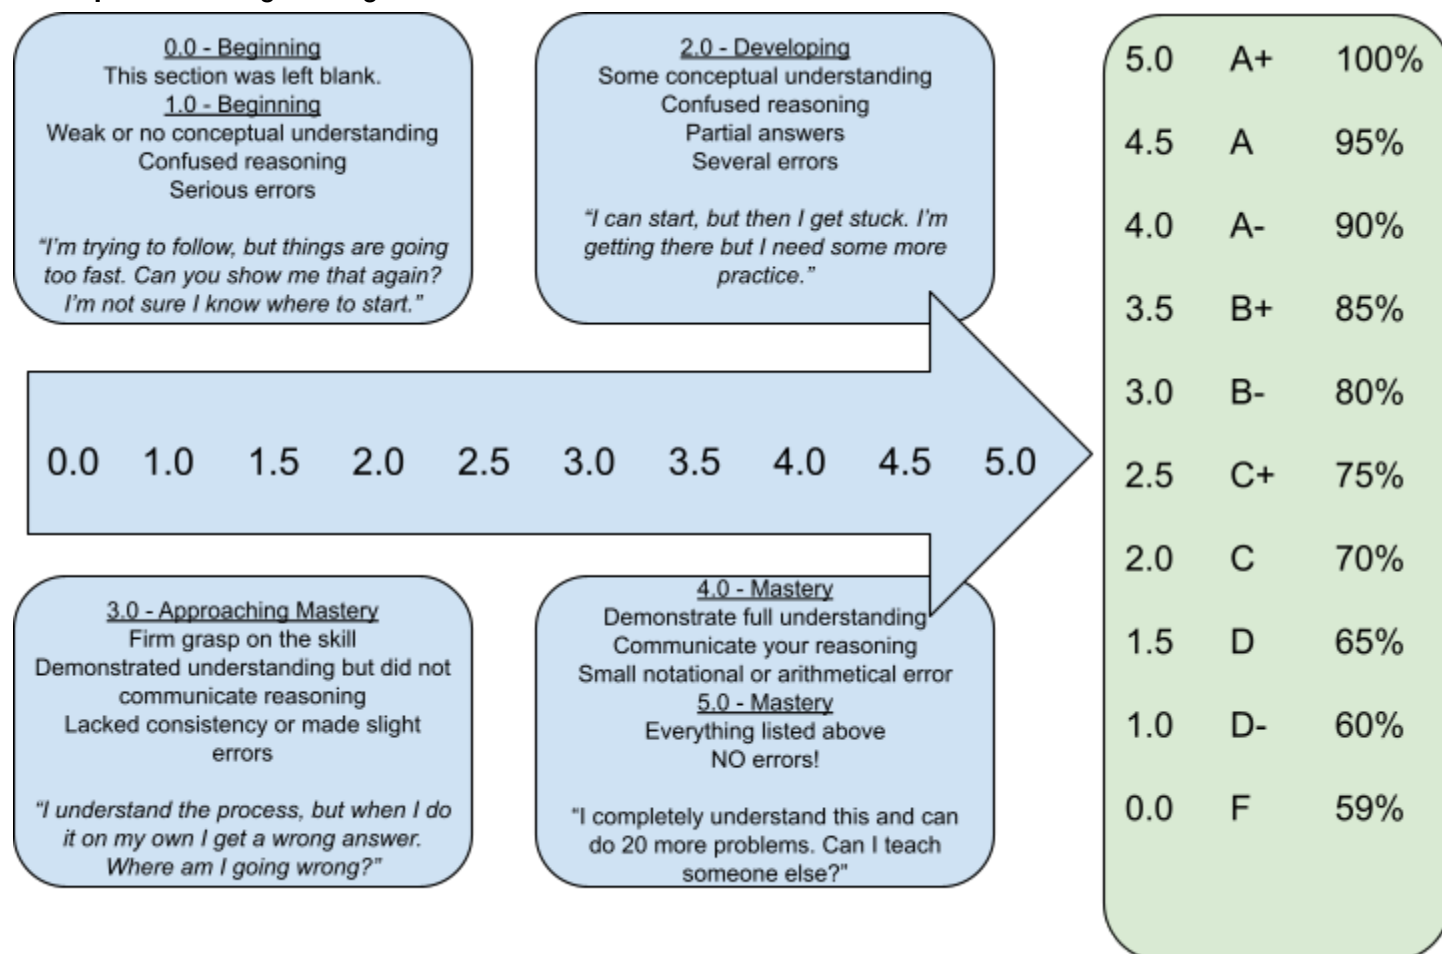 0.0 - Beginning
This section was left blank.
1.0 - Beginning
Weak or no conceptual understanding
Confused reasoning
Serious errors
“I’m trying to follow, but things are going
too fast. Can you show me that again?
I’m not sure I know where to start.”
2.0 - Developing
Some conceptual understanding
Confused reasoning
Partial answers
Several errors
“I can start, but then I get stuck. I’m
getting there but I need some more
practice.”
0.0 1.0 1.5 2.0 2.5 3.0 3.5 4.0 4.5 5.0
3.0 - Approaching Mastery
Firm grasp on the skill
Demonstrated understanding but did not
communicate reasoning
Lacked consistency or made slight
errors
“I understand the process, but when I do
it on my own I get a wrong answer.
Where am I going wrong?”
4.0 - Mastery
Demonstrate full understanding
Communicate your reasoning
Small notational or arithmetical error
5.0 - Mastery
Everything listed above
NO errors!
“I completely understand this and can
do 20 more problems. Can I teach
someone else?”
5.0 A+ 100%
4.5 A 95%
4.0 A- 90%
3.5 B+ 85%
3.0 B- 80%
2.5 C+ 75%
2.0 C 70%
1.5 D 65%
1.0 D- 60%
0.0 F 59%